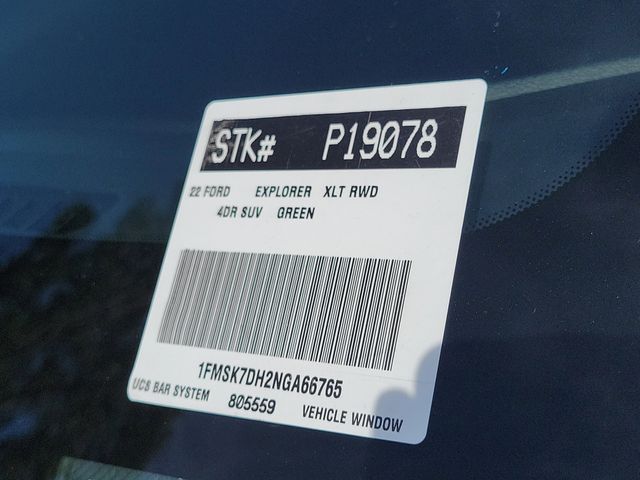 STK# P19078
22 FORD EXPLORER XLT RWD
4DR SUV GREEN
1FMSK7DH2NGA66765
UCS BAR SYSTEM 805559 VEHICLE WINDOW